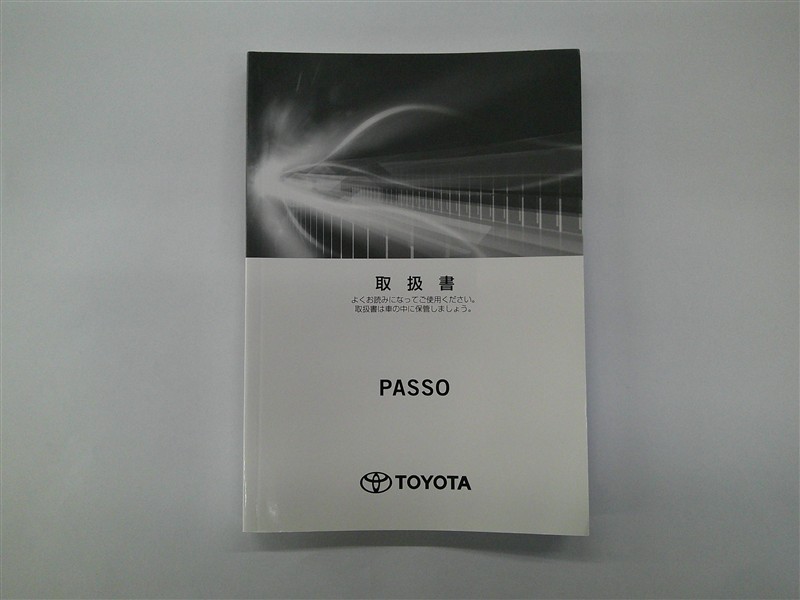 取扱書
よくお読みになってご使用ください。
取扱書は車の中に保管しましょう。
PASSO
TOYOTA